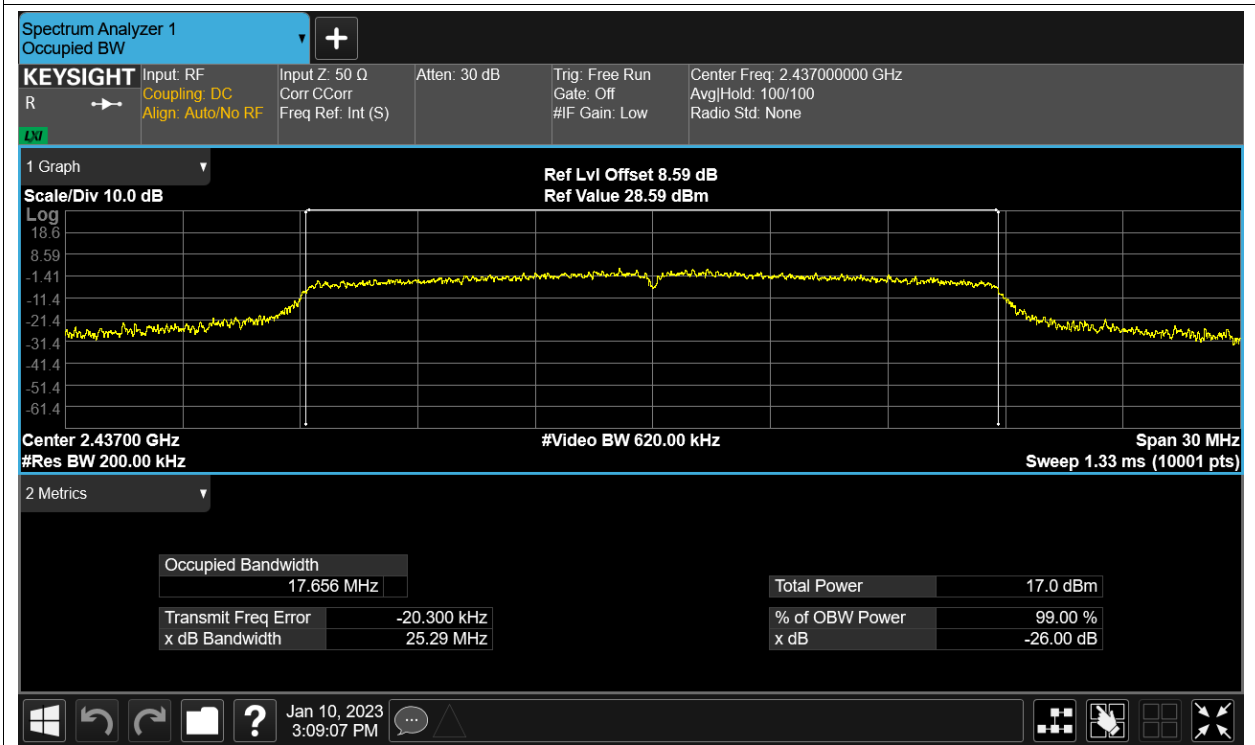 Spectrum Analyzer 1
Occupied BW
KEYSIGHT Input: RF Input Z: 50 Ω Atten: 30 dB Trig: Free Run Center Freq: 2.437000000 GHz
R Coupling: DC Corr CCorr Gate: Off Avg|Hold: 100/100
Align: Auto/No RF Freq Ref: Int (S) #IF Gain: Low Radio Std: None
LXI
1 Graph
Ref Lvl Offset 8.59 dB
Scale/Div 10.0 dB Ref Value 28.59 dBm
Log
18.6
8.59
-1.41
-11.4
-21.4
-31.4
-41.4
-51.4
-61.4
Center 2.43700 GHz #Video BW 620.00 kHz Span 30 MHz
#Res BW 200.00 kHz Sweep 1.33 ms (10001 pts)
2 Metrics
Occupied Bandwidth
17.656 MHz Total Power 17.0 dBm
Transmit Freq Error -20.300 kHz % of OBW Power 99.00 %
x dB Bandwidth 25.29 MHz x dB -26.00 dB
? Jan 10, 2023
3:09:07 PM